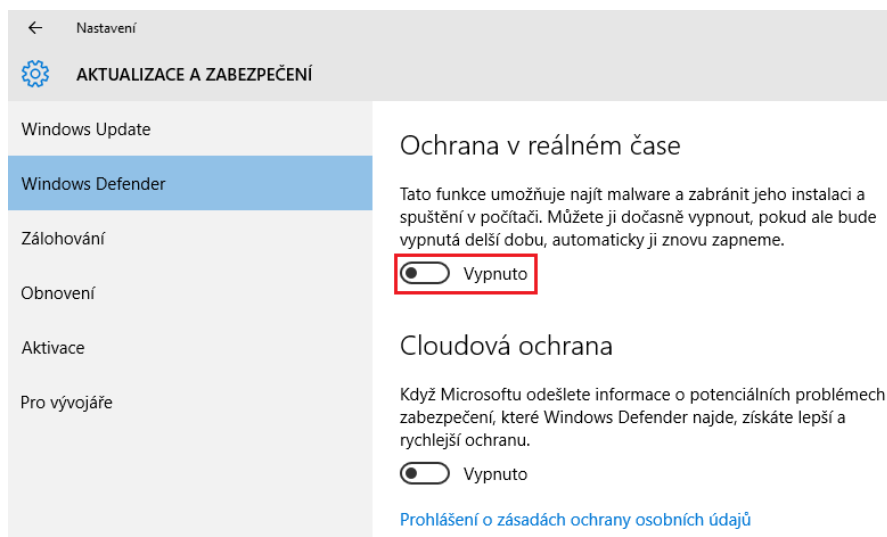 Nastavení
AKTUALIZACE A ZABEZPEČENÍ
Windows Update
Windows Defender
Zálohování
Obnovení
Aktivace
Pro vývojáře
Ochrana v reálném čase
Tato funkce umožňuje najít malware a zabránit jeho instalaci a
spuštění v počítači. Můžete ji dočasně vypnout, pokud ale bude
vypnutá delší dobu, automaticky ji znovu zapneme.
Vypnuto
Cloudová ochrana
Když Microsoftu odešlete informace o potenciálních problémech
zabezpečení, které Windows Defender najde, získáte lepší a
rychlejší ochranu.
Vypnuto
Prohlášení o zásadách ochrany osobních údajů